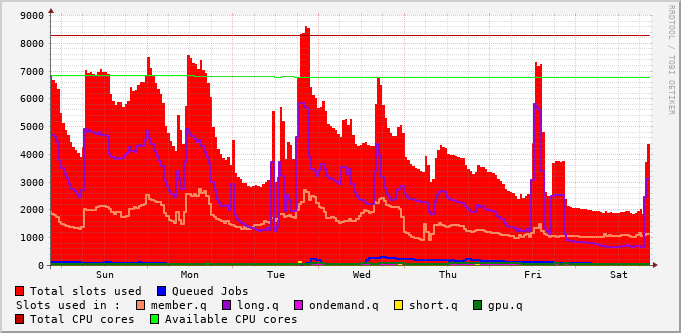 9000
8000
7000
6000
5000
4000
3000
2000
1000
0
Sun Mon Tue Wed Thu Fri Sat
RRDTOOL / TOBI OETIKER
Total slots used Queued Jobs
Slots used in : member.q long.q ondemand.q short.q gpu.q
Total CPU cores Available CPU cores